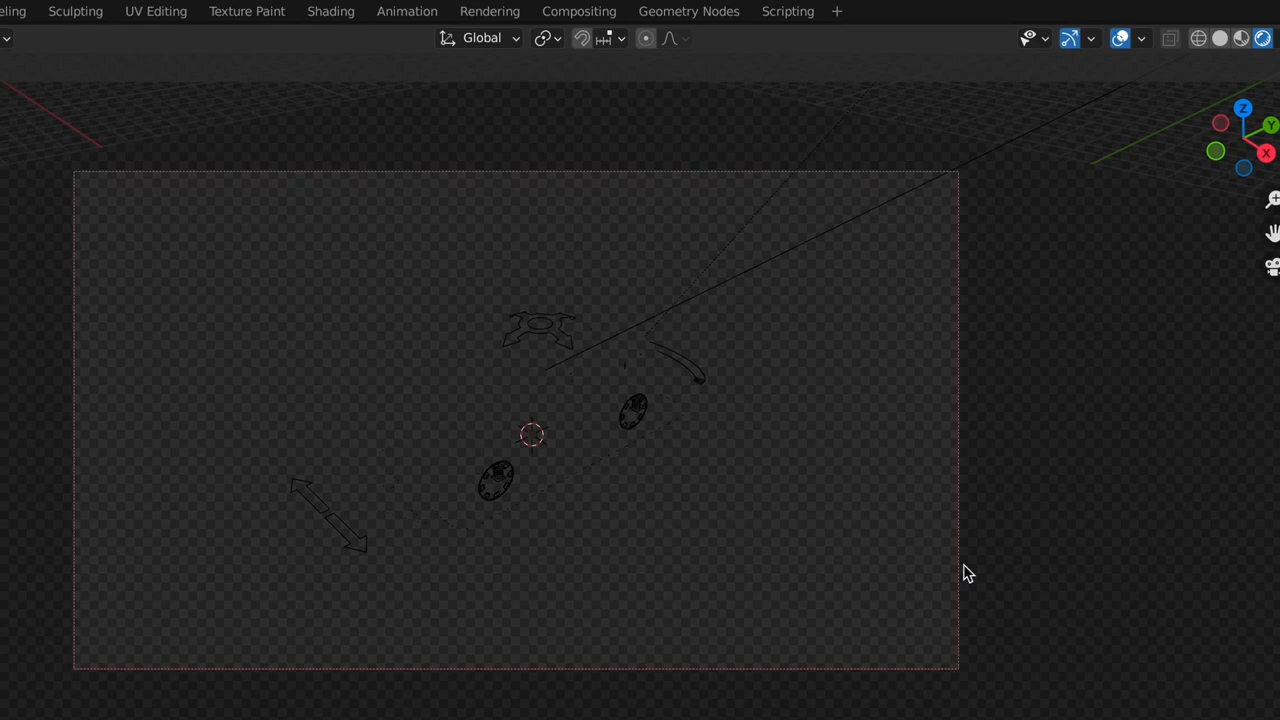 eling Sculpting UV Editing Texture Paint Shading Animation Rendering Compositing Geometry Nodes Scripting +
Global
Z
Y
X